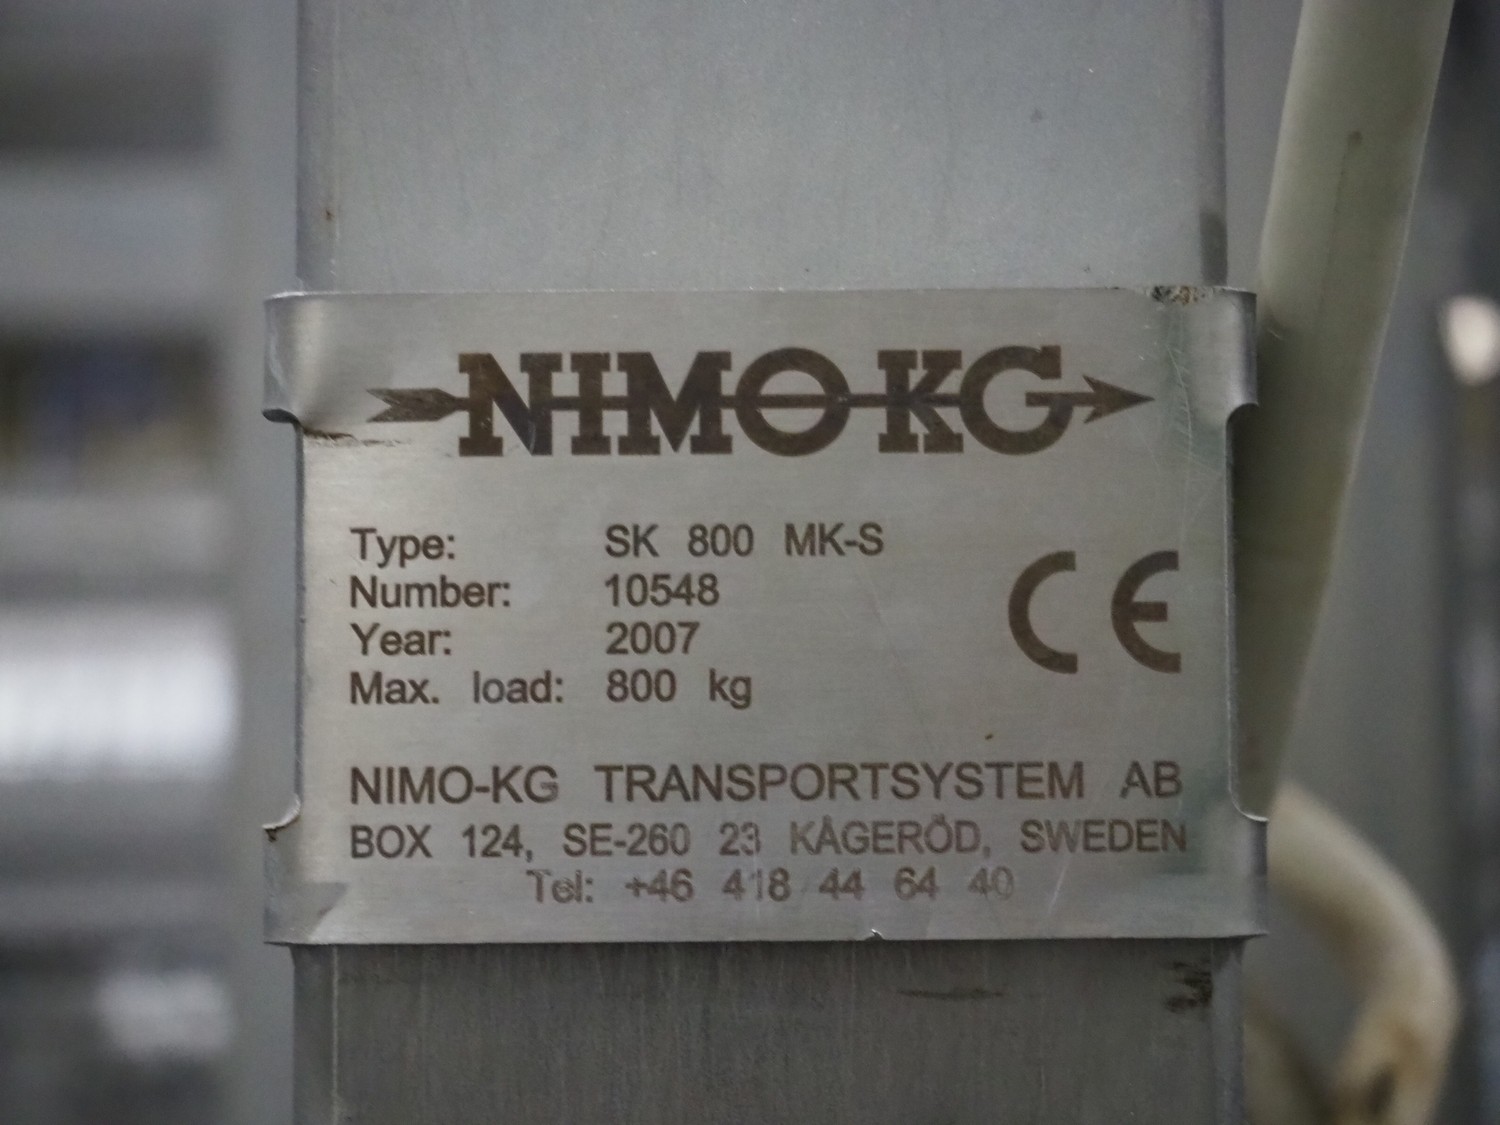 NIMO-KG
Type: SK 800 MK-S
Number: 10548
Year: 2007
Max. load: 800 kg
CE
NIMO-KG TRANSPORTSYSTEM AB
BOX 124, SE-260 23 KÅGERÖD, SWEDEN
Tel: +46 418 44 64 40